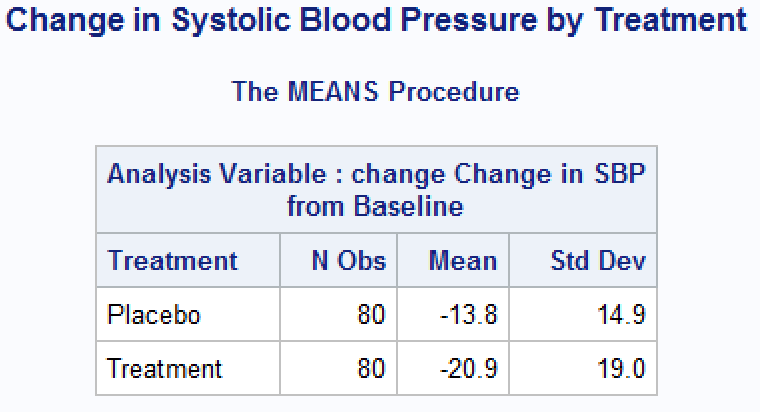 Change in Systolic Blood Pressure by Treatment
The MEANS Procedure
Analysis Variable : change Change in SBP
from Baseline
Treatment N Obs Mean Std Dev
Placebo 80 -13.8 14.9
Treatment 80 -20.9 19.0